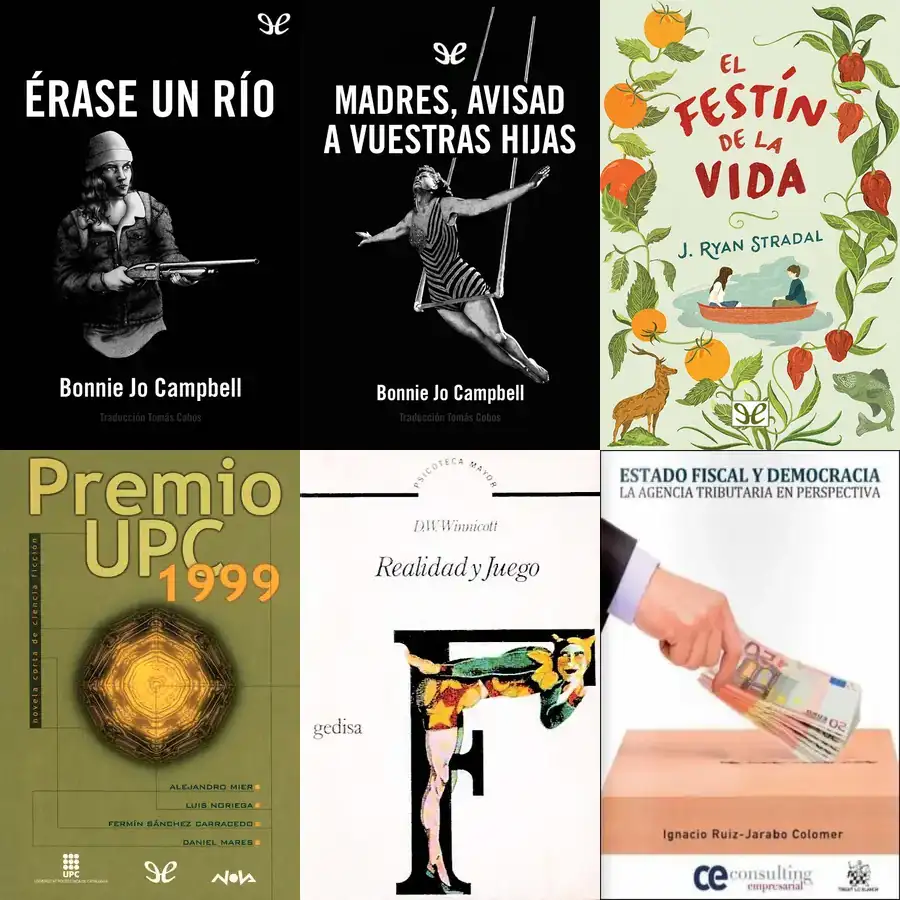 ÉRASE UN RÍO
Bonnie Jo Campbell
Traducción Tomás Cobos
MADRES, AVISAD
A VUESTRAS HIJAS
Bonnie Jo Campbell
Traducción Tomás Cobos
EL
FESTÍN
DE LA
VIDA
J. RYAN STRADAL
Premio
UPC
1999
novela corta de ciencia ficción
ALEJANDRO MIER
LUIS NORIEGA
FERMÍN SÁNCHEZ CARRACEDO
DANIEL MARES
UPC
NOVA
PSICOTECA MAYOR
D.W. Winnicott
Realidad y Juego
gedisa
F
ESTADO FISCAL Y DEMOCRACIA
LA AGENCIA TRIBUTARIA EN PERSPECTIVA
Ignacio Ruiz-Jarabo Colomer
ce consulting
empresarial